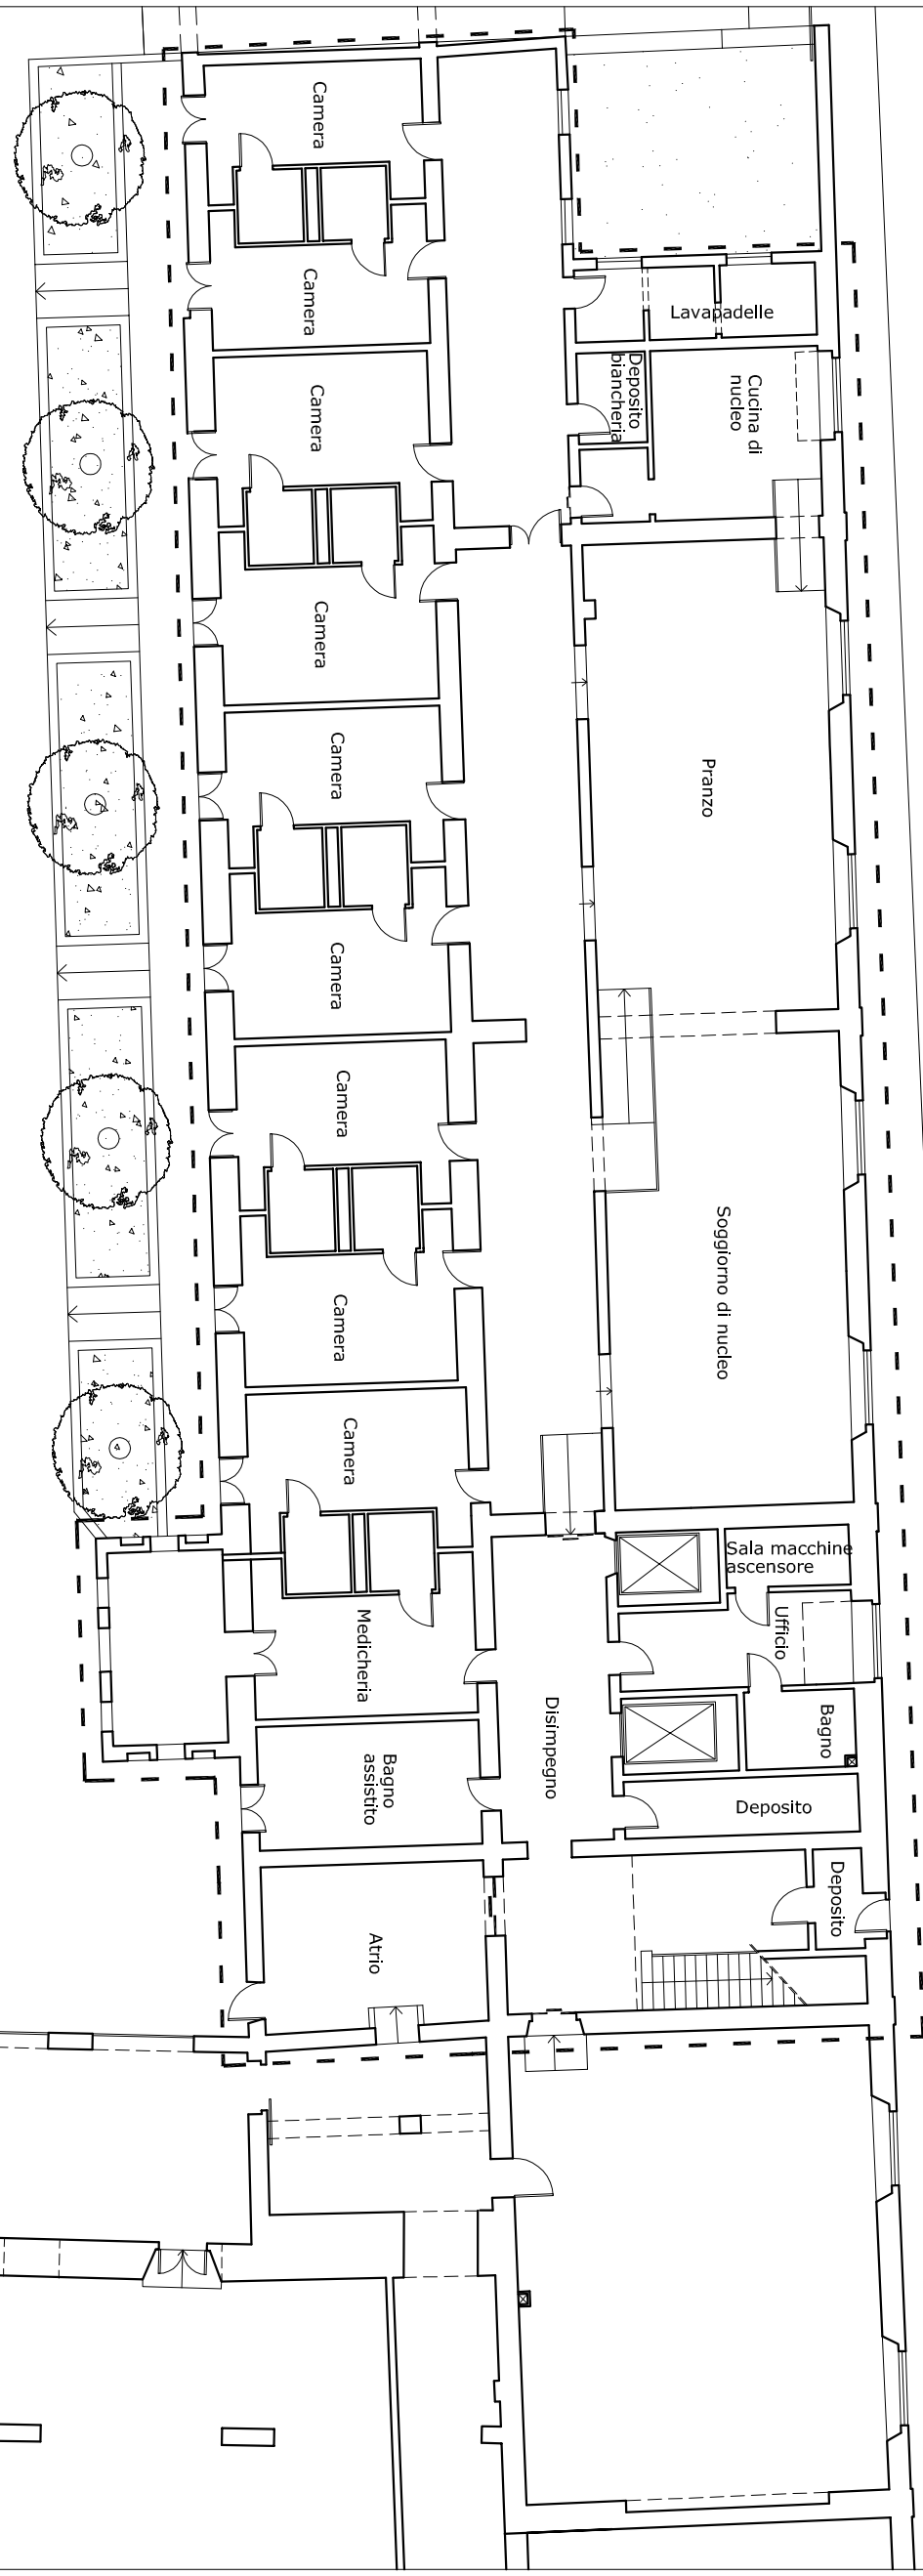 Camera
Camera
Lavapadelle
Camera
Deposito
biancheria
Cucina di
nucleo
Camera
Camera
Pranzo
Camera
Camera
Camera
Soggiorno di nucleo
Camera
Sala macchine
ascensore
Medicheria
Ufficio
Disimpegno
Bagno
Bagno
assistito
Deposito
Atrio
Deposito